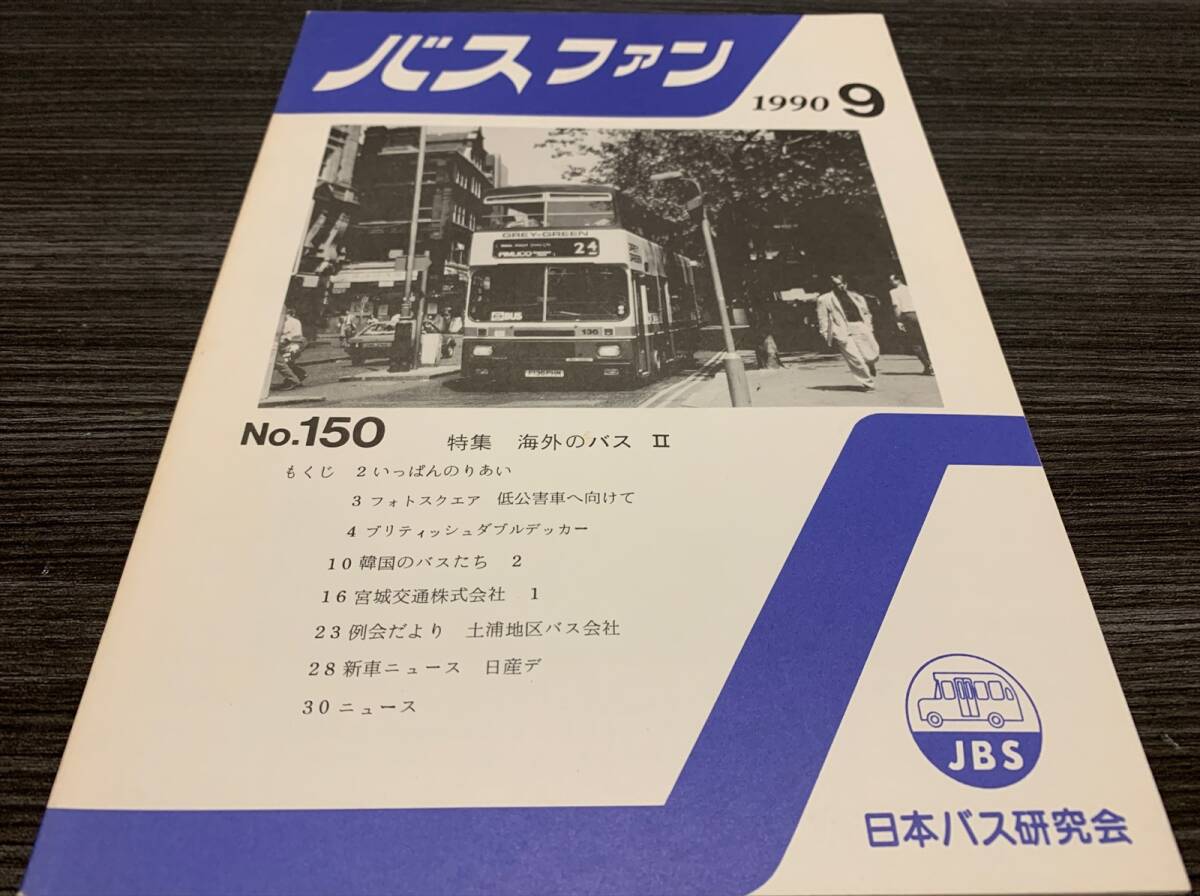 バスファン
1990 9
GREY-GREEN
PIMLICO
24
BUS
136
F136PHM
No.150 特集 海外のバス Ⅱ
もくじ 2 いっぱんのりあい
3 フォトスクエア 低公害車へ向けて
4 ブリティッシュダブルデッカー
10 韓国のバスたち 2
16 宮城交通株式会社 1
23 例会だより 土浦地区バス会社
28 新車ニュース 日産デ
30 ニュース
JBS
日本バス研究会